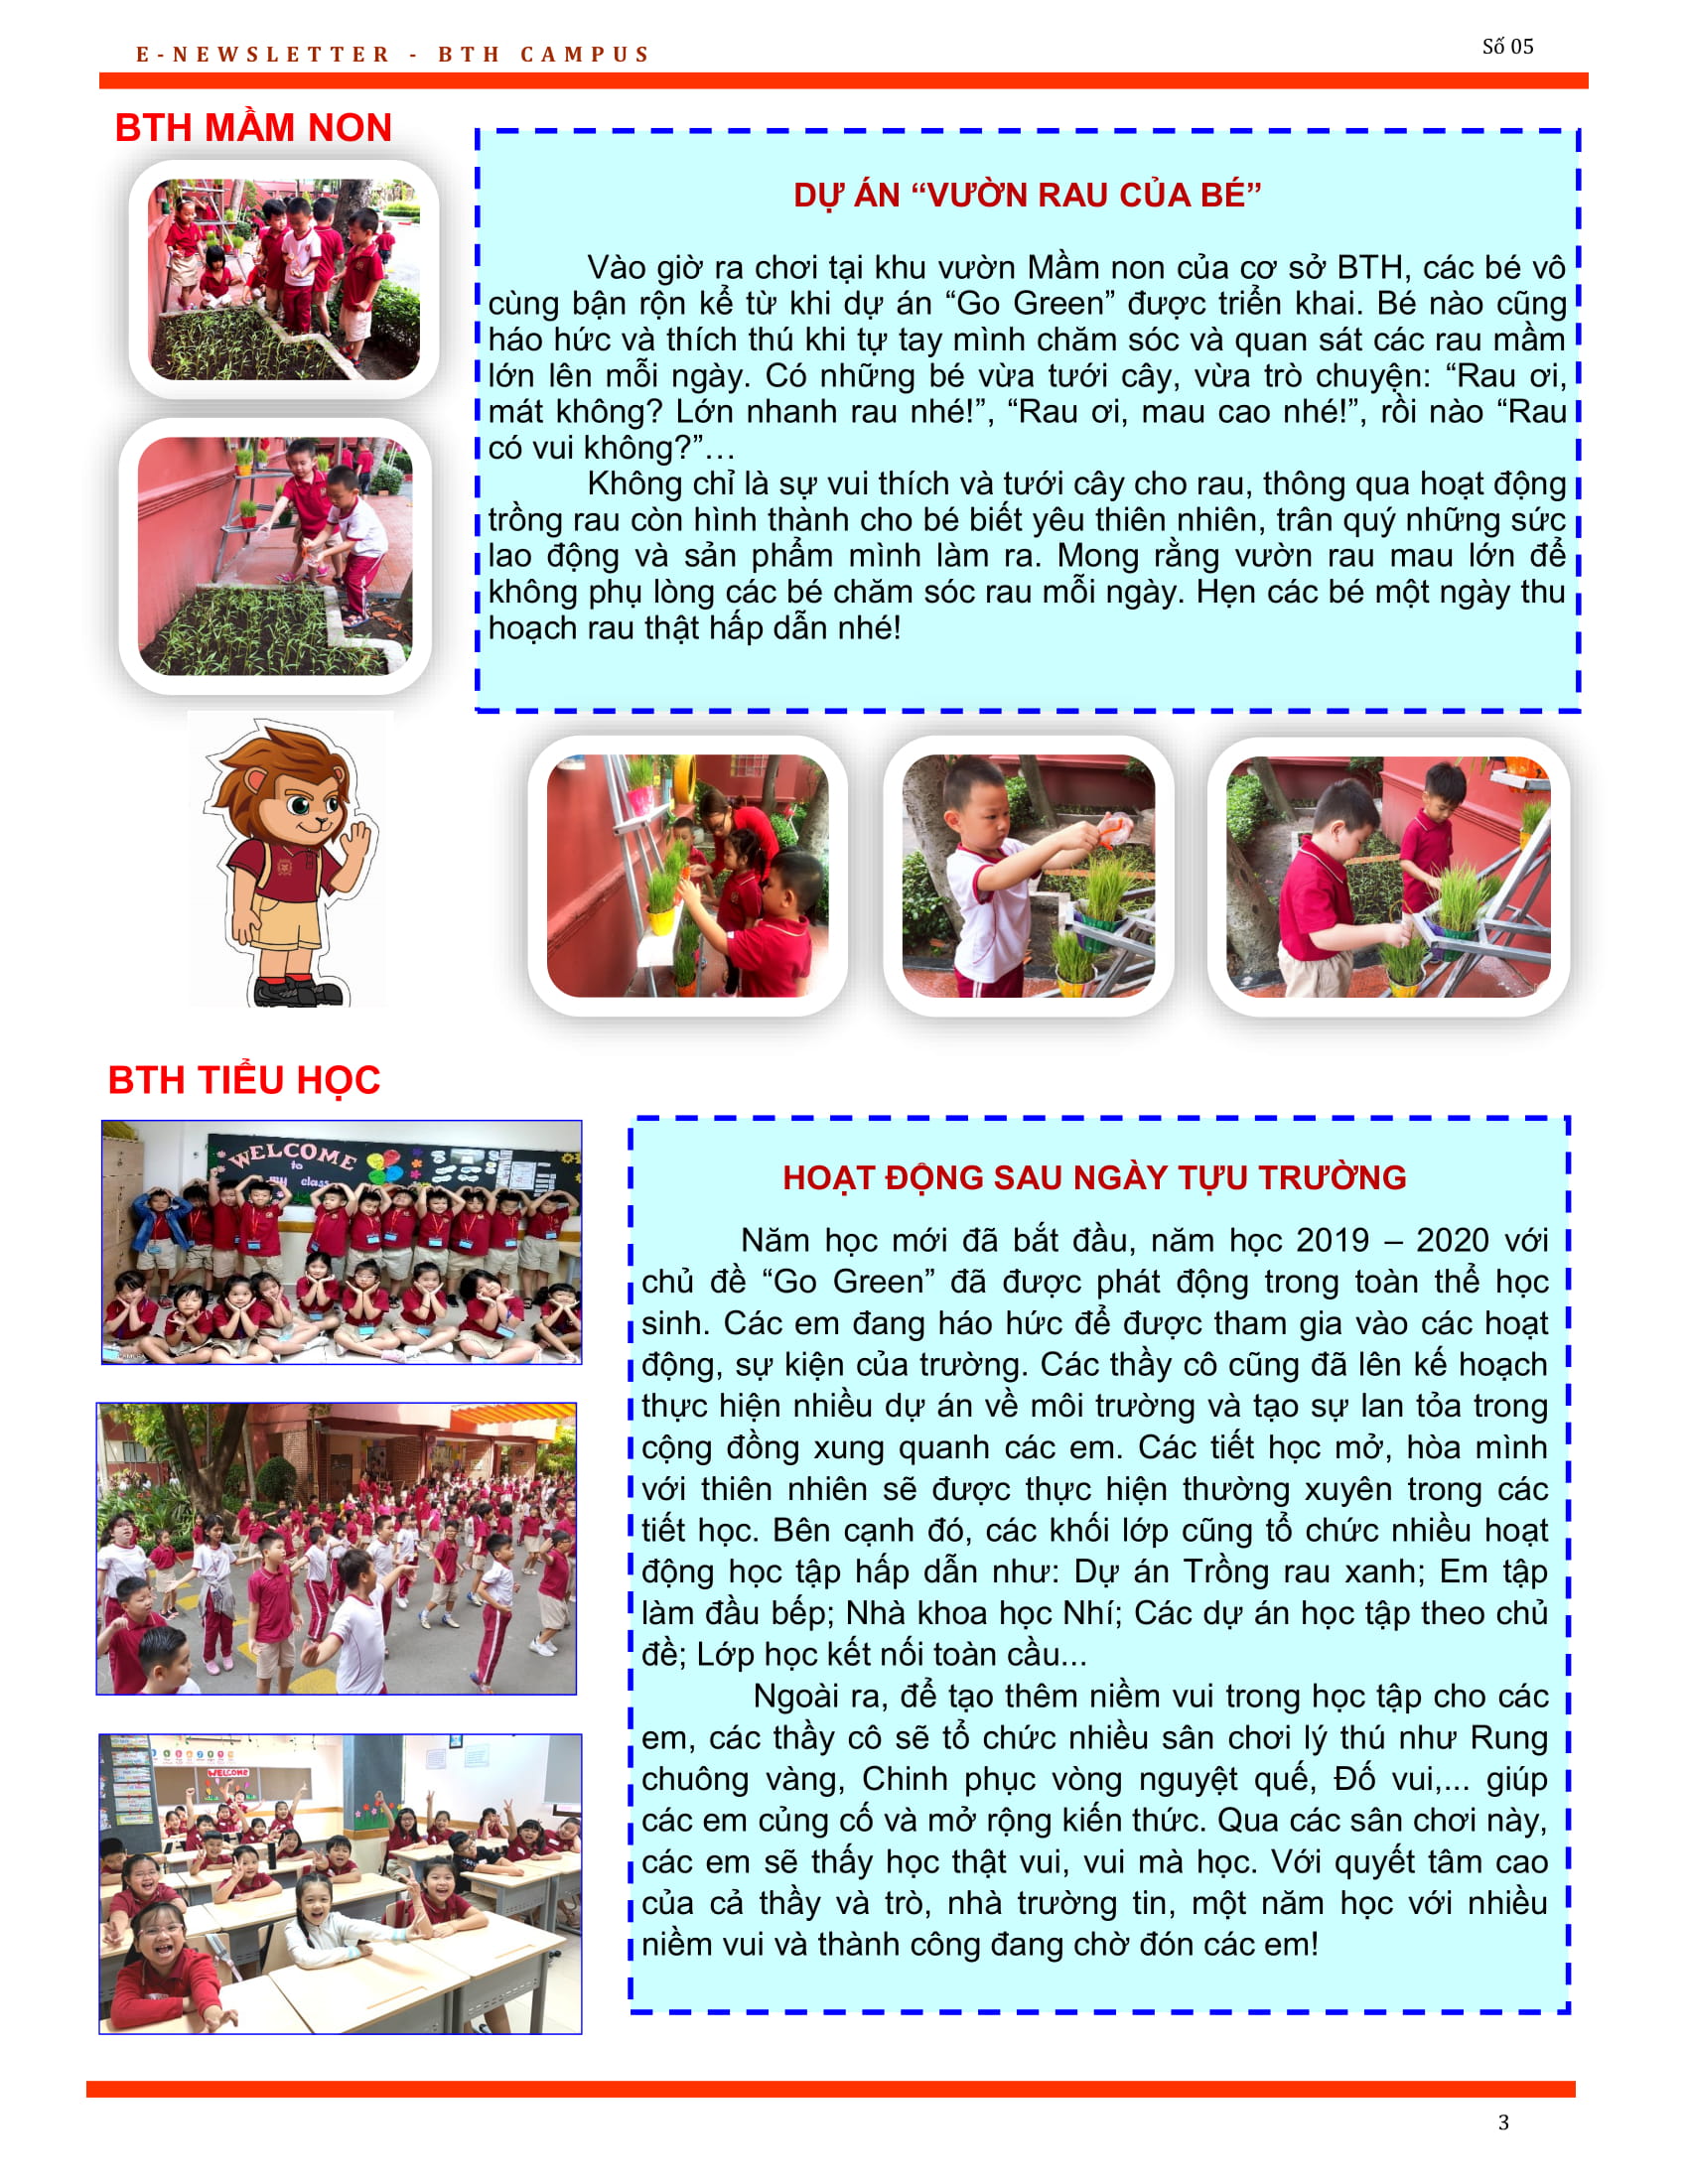 E-NEWSLETTER - BTH CAMPUS
Số 05
BTH MẦM NON
DỰ ÁN “VƯỜN RAU CỦA BÉ”
Vào giờ ra chơi tại khu vườn Mầm non của cơ sở BTH, các bé vô
cùng bận rộn kể từ khi dự án “Go Green” được triển khai. Bé nào cũng
háo hức và thích thú khi tự tay mình chăm sóc và quan sát các rau mầm
lớn lên mỗi ngày. Có những bé vừa tưới cây, vừa trò chuyện: “Rau ơi,
mát không? Lớn nhanh rau nhé!”, “Rau ơi, mau cao nhé!”, rồi nào “Rau
có vui không?”…
Không chỉ là sự vui thích và tưới cây cho rau, thông qua hoạt động
trồng rau còn hình thành cho bé biết yêu thiên nhiên, trân quý những sức
lao động và sản phẩm mình làm ra. Mong rằng vườn rau mau lớn để
không phụ lòng các bé chăm sóc rau mỗi ngày. Hẹn các bé một ngày thu
hoạch rau thật hấp dẫn nhé!
BTH TIỂU HỌC
WELCOME
to
my class
WELCOME
HOẠT ĐỘNG SAU NGÀY TỰU TRƯỜNG
Năm học mới đã bắt đầu, năm học 2019 – 2020 với
chủ đề “Go Green” đã được phát động trong toàn thể học
sinh. Các em đang háo hức để được tham gia vào các hoạt
động, sự kiện của trường. Các thầy cô cũng đã lên kế hoạch
thực hiện nhiều dự án về môi trường và tạo sự lan tỏa trong
cộng đồng xung quanh các em. Các tiết học mở, hòa mình
với thiên nhiên sẽ được thực hiện thường xuyên trong các
tiết học. Bên cạnh đó, các khối lớp cũng tổ chức nhiều hoạt
động học tập hấp dẫn như: Dự án Trồng rau xanh; Em tập
làm đầu bếp; Nhà khoa học Nhí; Các dự án học tập theo chủ
đề; Lớp học kết nối toàn cầu...
Ngoài ra, để tạo thêm niềm vui trong học tập cho các
em, các thầy cô sẽ tổ chức nhiều sân chơi lý thú như Rung
chuông vàng, Chinh phục vòng nguyệt quế, Đố vui,... giúp
các em củng cố và mở rộng kiến thức. Qua các sân chơi này,
các em sẽ thấy học thật vui, vui mà học. Với quyết tâm cao
của cả thầy và trò, nhà trường tin, một năm học với nhiều
niềm vui và thành công đang chờ đón các em!
3